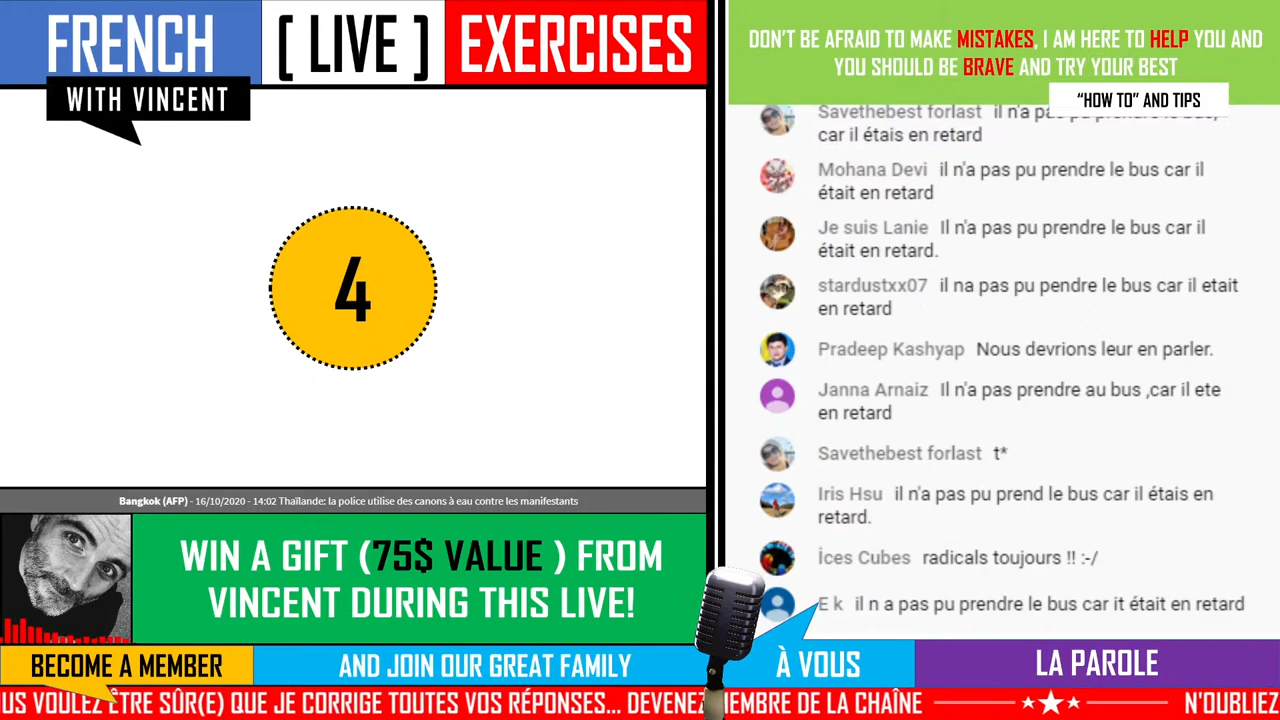 FRENCH [ LIVE ] EXERCISES
WITH VINCENT
4
Bangkok (AFP) - 16/10/2020 - 14:02 Thaïlande: la police utilise des canons à eau contre les manifestants
WIN A GIFT (75$ VALUE ) FROM
VINCENT DURING THIS LIVE!
BECOME A MEMBER
AND JOIN OUR GREAT FAMILY
DON'T BE AFRAID TO MAKE MISTAKES, I AM HERE TO HELP YOU AND
YOU SHOULD BE BRAVE AND TRY YOUR BEST
"HOW TO" AND TIPS
Savethebest forlast il n'a pas pu prendre le bus,
car il étais en retard
Mohana Devi il n'a pas pu prendre le bus car il
était en retard
Je suis Lanie Il n'a pas pu prendre le bus car il
était en retard.
stardustxx07 il na pas pu pendre le bus car il etait
en retard
Pradeep Kashyap Nous devrions leur en parler.
Janna Arnaiz Il n'a pas prendre au bus ,car il ete
en retard
Savethebest forlast t*
Iris Hsu il n'a pas pu prend le bus car il étais en
retard.
İces Cubes radicals toujours !! :-/
E k il n a pas pu prendre le bus car it était en retard
À VOUS
LA PAROLE
US VOULEZ ÊTRE SÛR(E) QUE JE CORRIGE TOUTES VOS RÉPONSES... DEVENEZ MEMBRE DE LA CHAÎNE N'OUBLIEZ